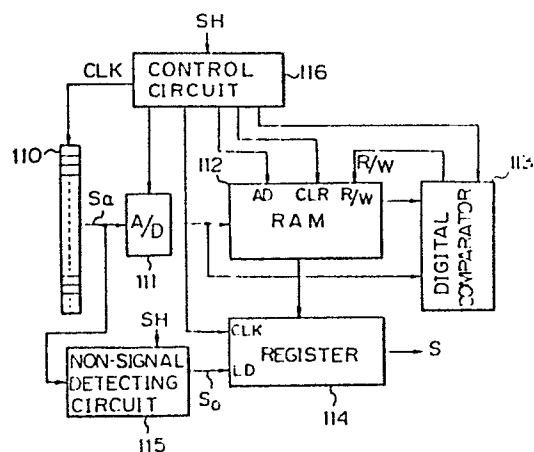 SH
CLK
CONTROL
CIRCUIT
116
110
112
R/W
113
Sa
A/D
111
AD CLR R/W
RAM
DIGITAL
COMPARATOR
SH
NON-SIGNAL
DETECTING
CIRCUIT
115
So
CLK
REGISTER
LD
S
114